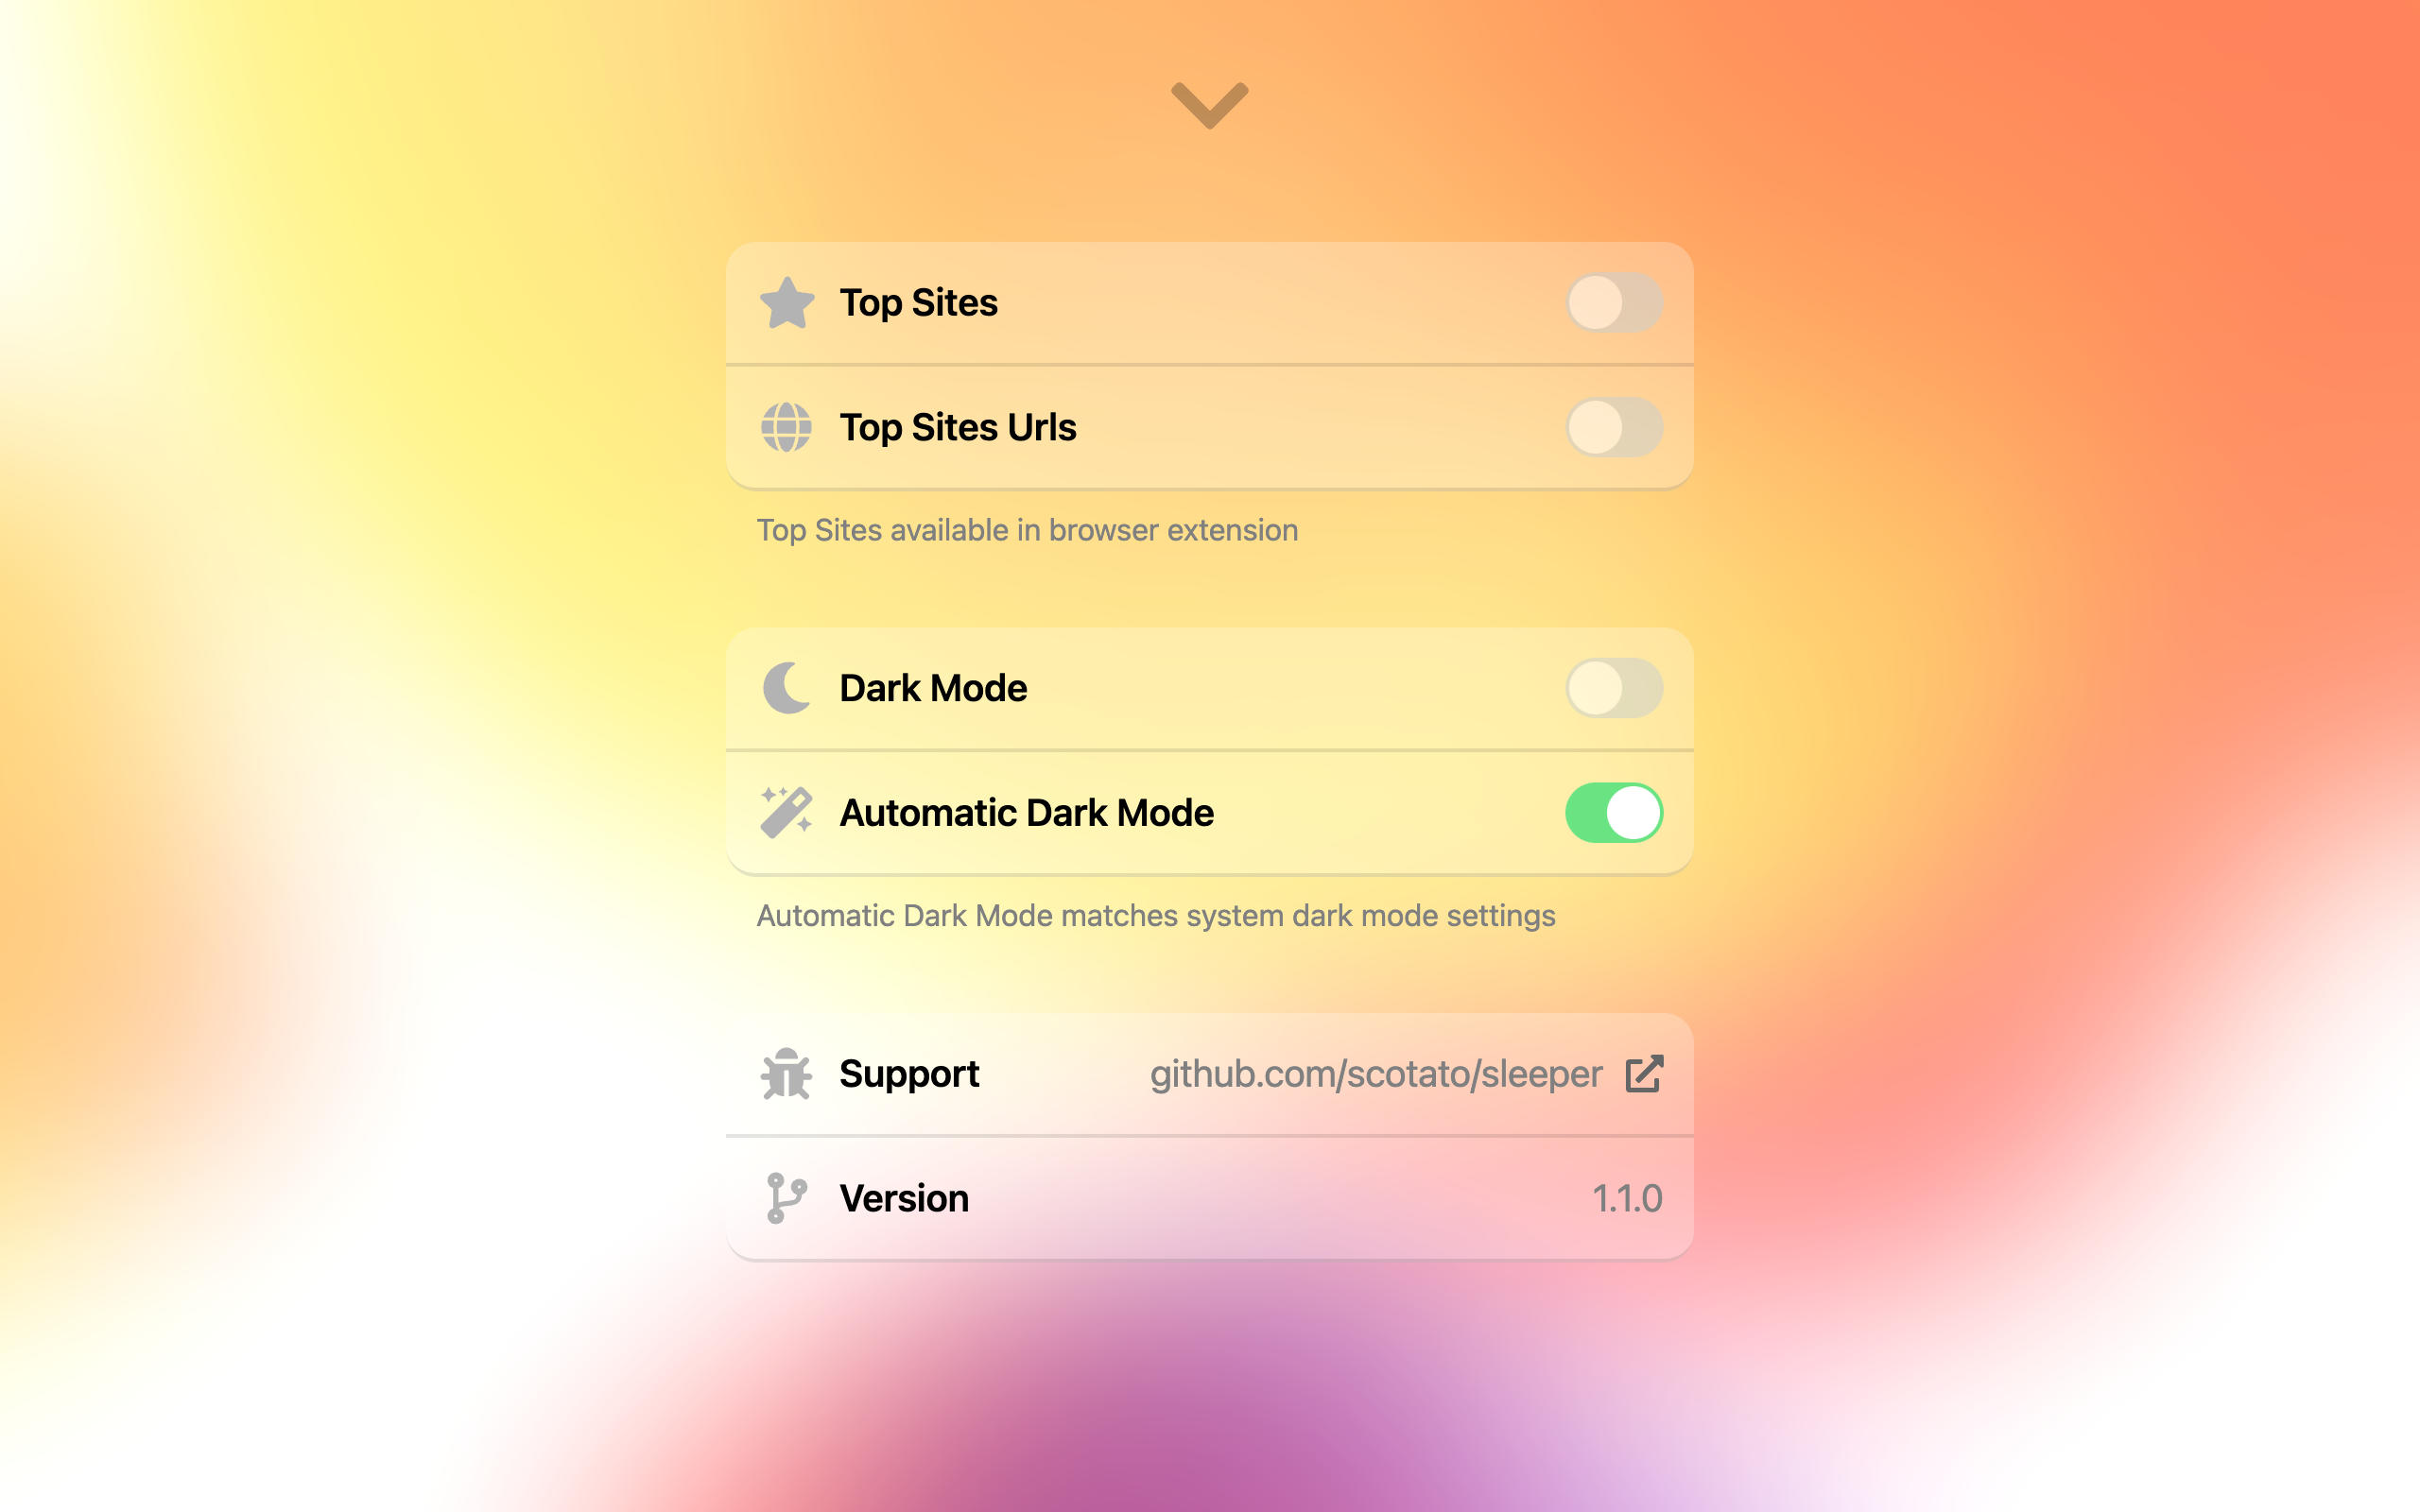 Top Sites
Top Sites Urls
Top Sites available in browser extension
Dark Mode
Automatic Dark Mode
Automatic Dark Mode matches system dark mode settings
Support github.com/scotato/sleeper
Version 1.1.0